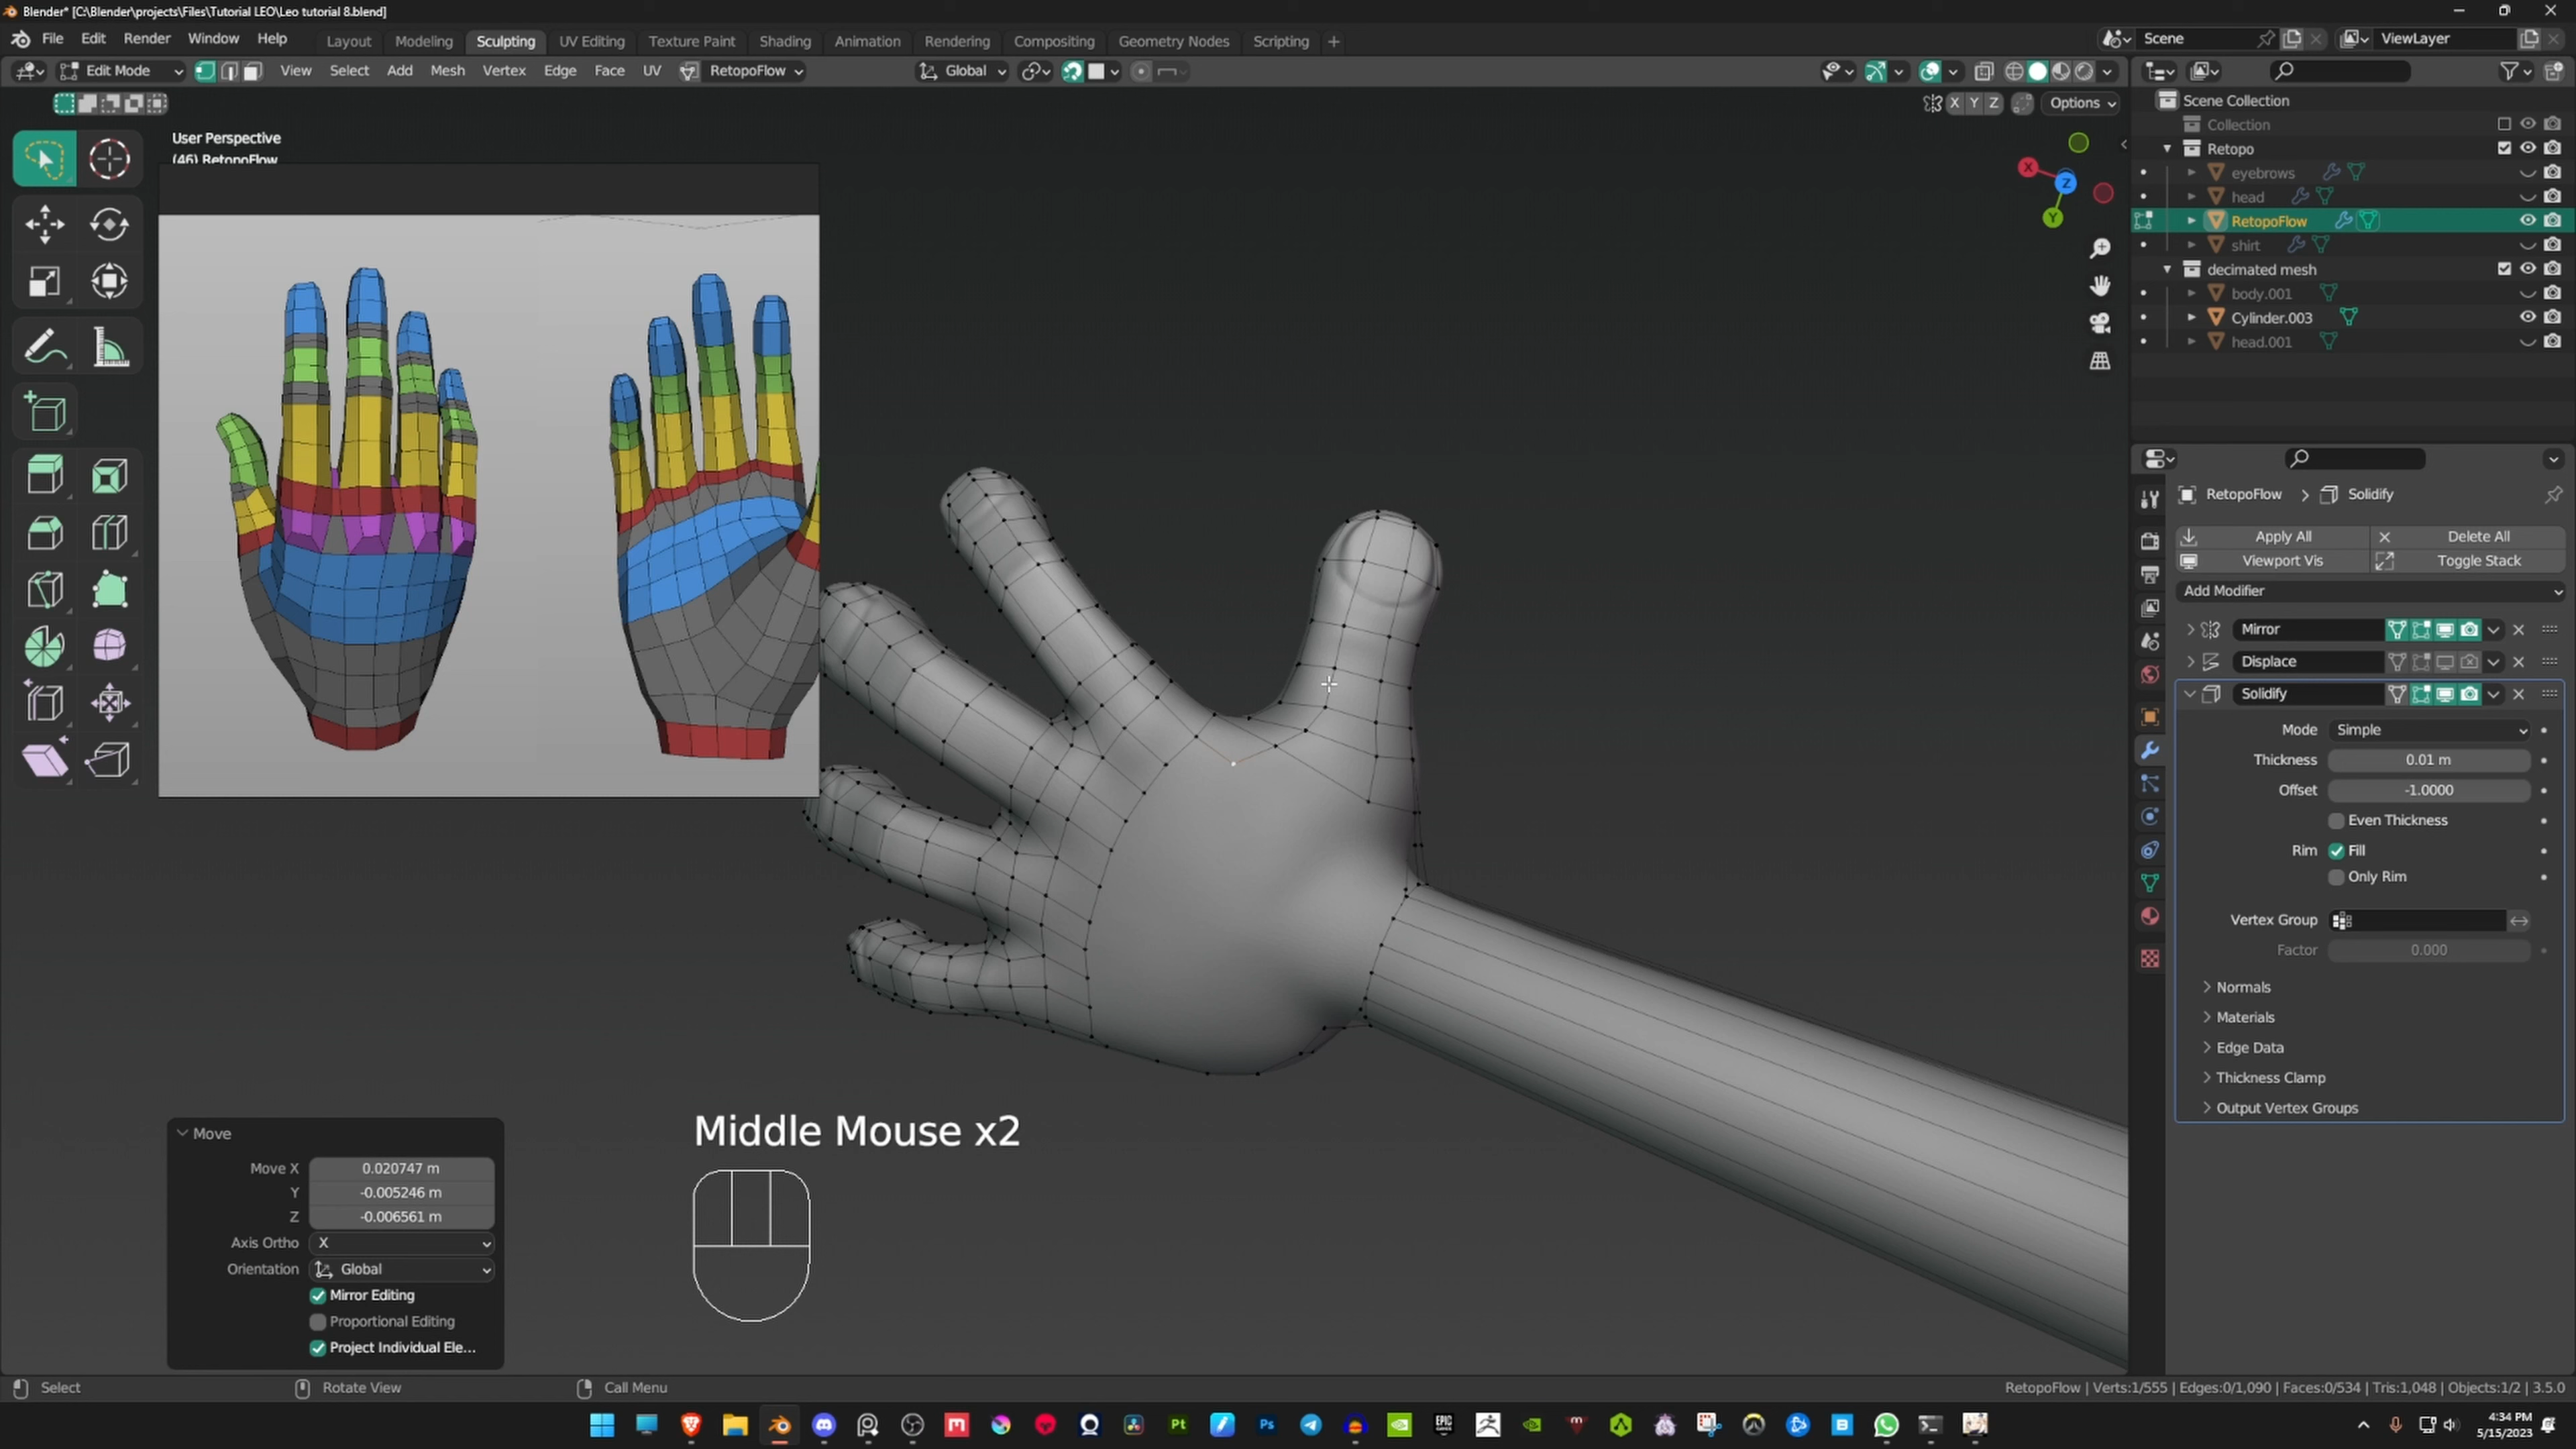 Blender* [C:\Blender\projects\Files\Tutorial LEO\Leo tutorial 8.blend]
File Edit Render Window Help Layout Modeling Sculpting UV Editing Texture Paint Shading Animation Rendering Compositing Geometry Nodes Scripting + Scene ViewLayer
Edit Mode View Select Add Mesh Vertex Edge Face UV RetopoFlow Global
X Y Z Options
User Perspective
(46) RetopoFlow
X
Z
Y
Scene Collection
Collection
Retopo
eyebrows
head
RetopoFlow
shirt
decimated mesh
body.001
Cylinder.003
head.001
RetopoFlow > Solidify
Apply All Delete All
Viewport Vis Toggle Stack
Add Modifier
Mirror
Displace
Solidify
Mode Simple
Thickness 0.01 m
Offset -1.0000
Even Thickness
Rim Fill
Only Rim
Vertex Group
Factor 0.000
Normals
Materials
Edge Data
Thickness Clamp
Output Vertex Groups
Middle Mouse x2
Move
Move X 0.020747 m
Y -0.005246 m
Z -0.006561 m
Axis Ortho X
Orientation Global
Mirror Editing
Proportional Editing
Project Individual Ele...
Select Rotate View Call Menu RetopoFlow | Verts:1/555 | Edges:0/1,090 | Faces:0/534 | Tris:1,048 | Objects:1/2 | 3.5.0
Pt Ps EPIC GAMES B
4:34 PM
5/15/2023